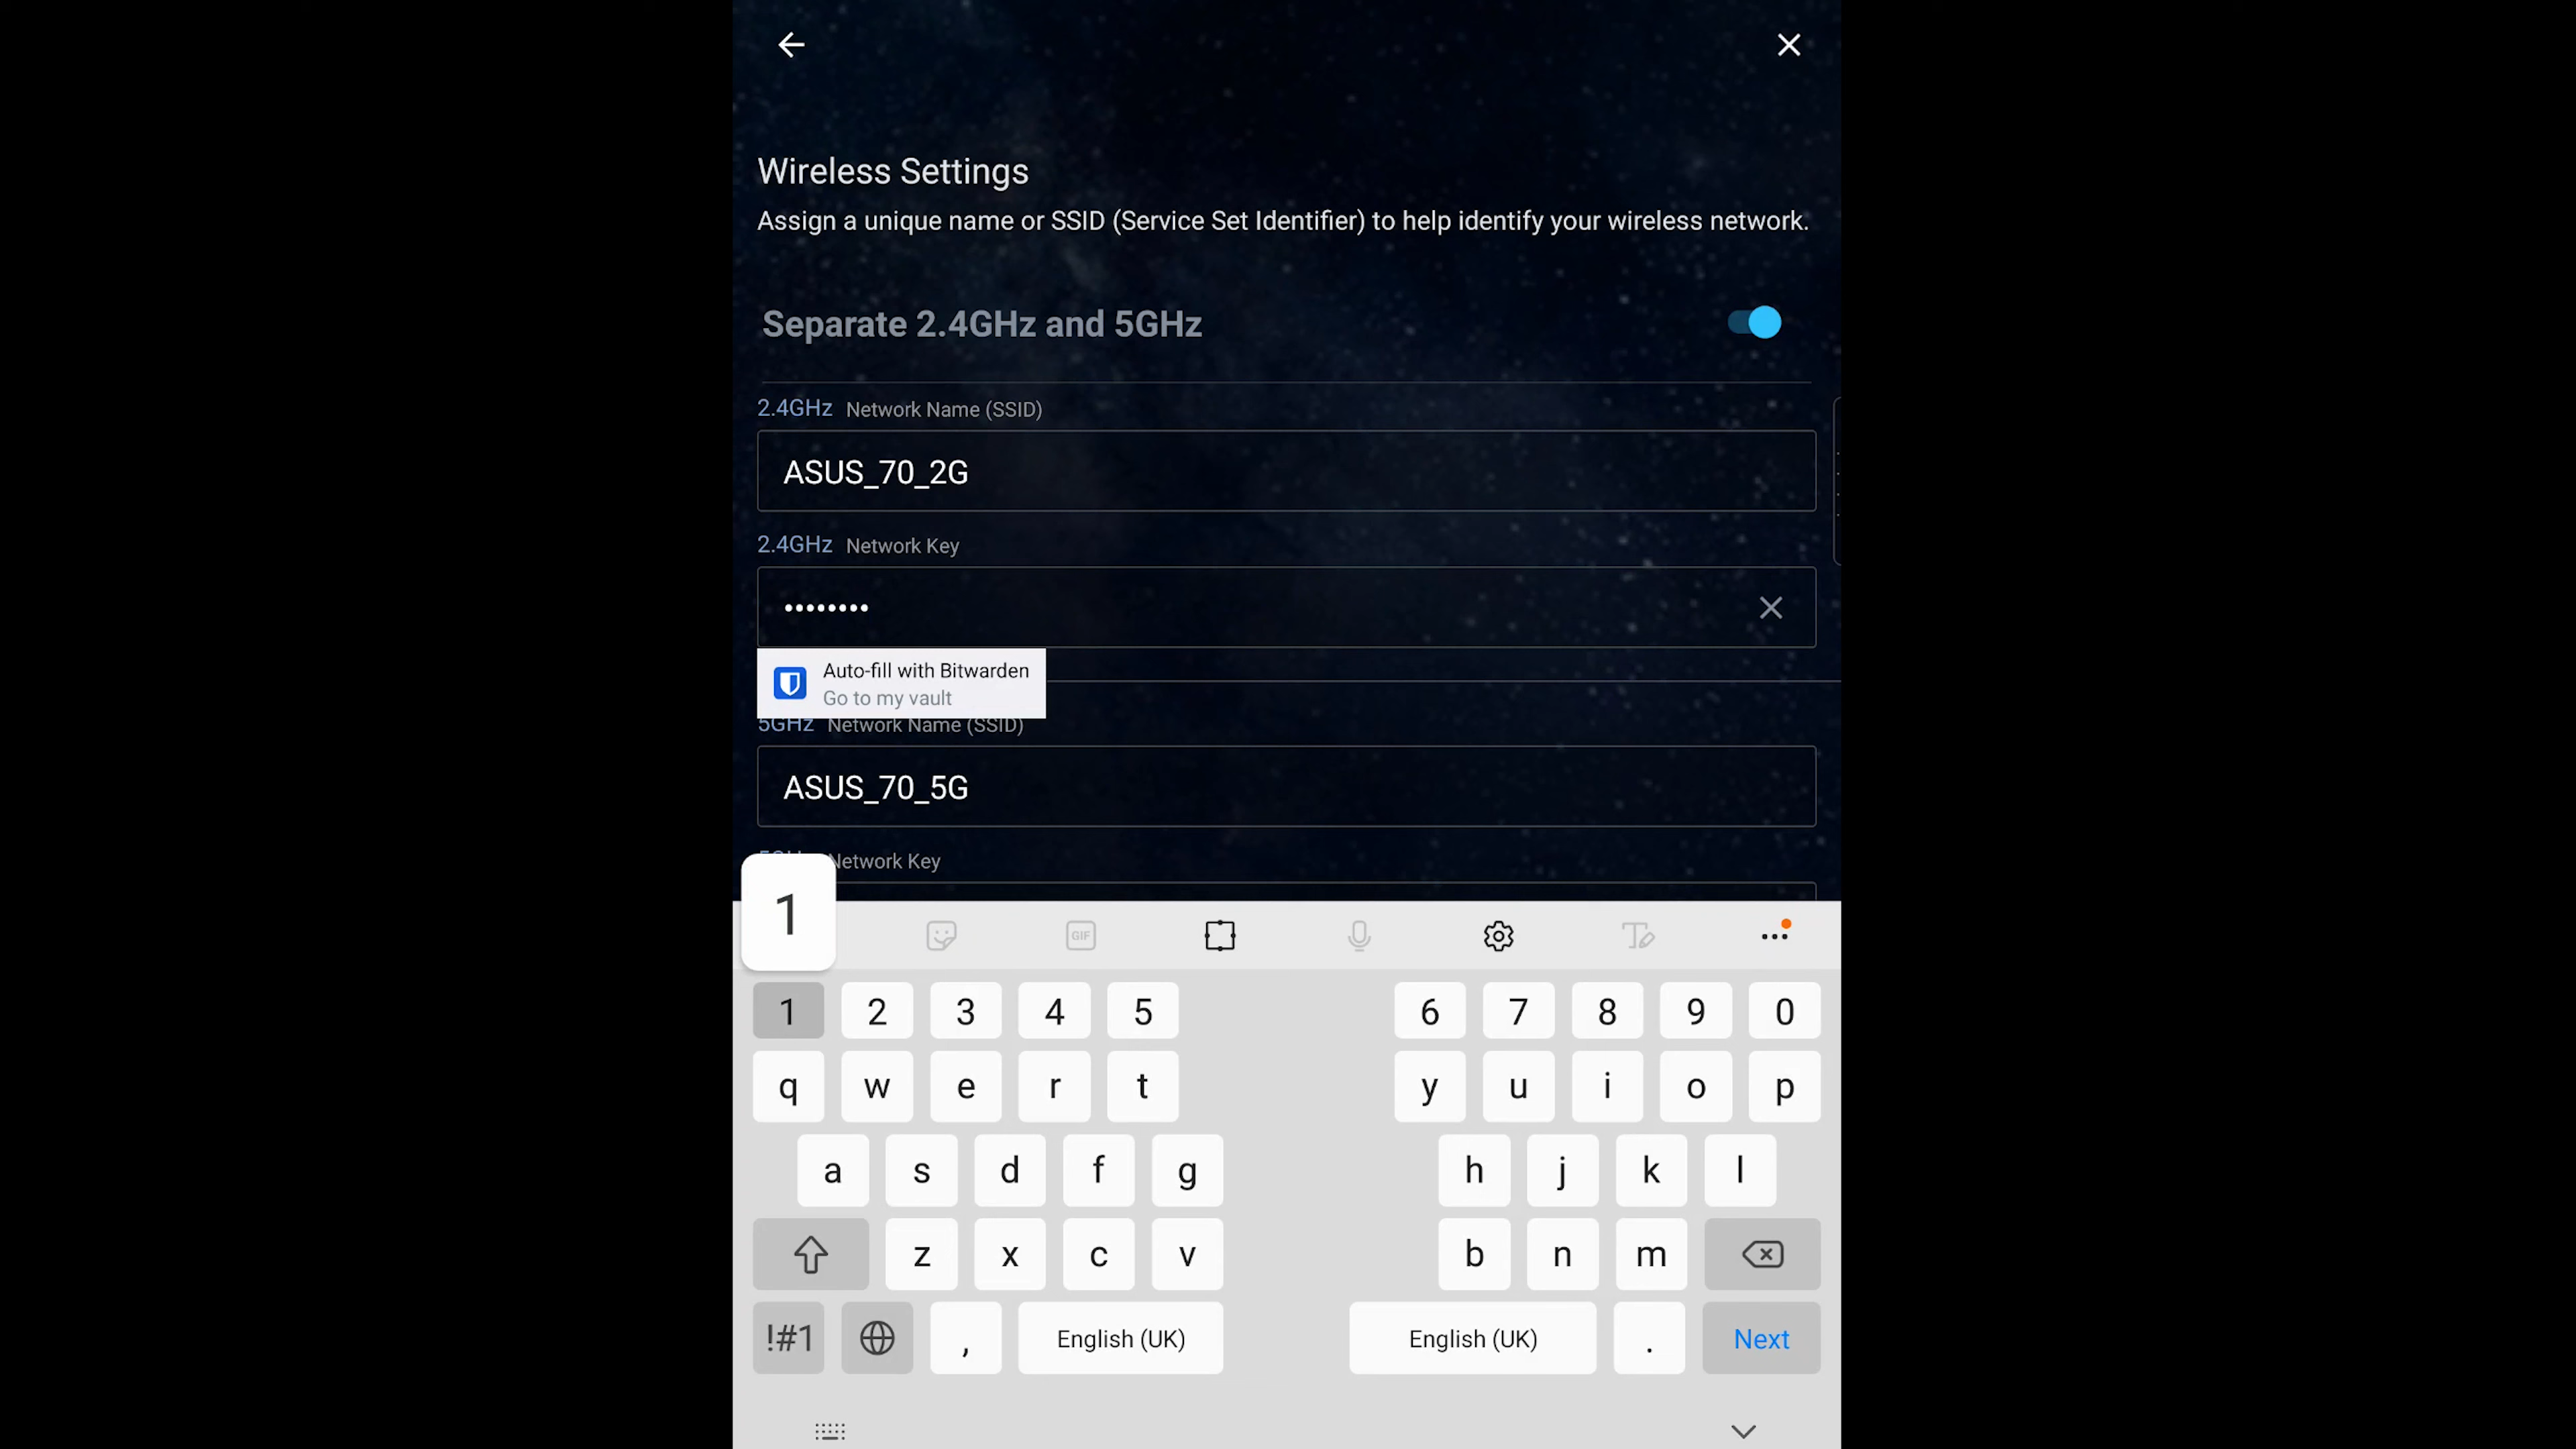 Wireless Settings
Assign a unique name or SSID (Service Set Identifier) to help identify your wireless network.
Separate 2.4GHz and 5GHz
2.4GHz Network Name (SSID)
ASUS_70_2G
2.4GHz Network Key
••••••••
Auto-fill with Bitwarden
Go to my vault
5GHz Network Name (SSID)
ASUS_70_5G
Network Key
1
GIF
1 2 3 4 5 6 7 8 9 0
q w e r t y u i o p
a s d f g h j k l
z x c v b n m
!#1 , English (UK) English (UK) . Next